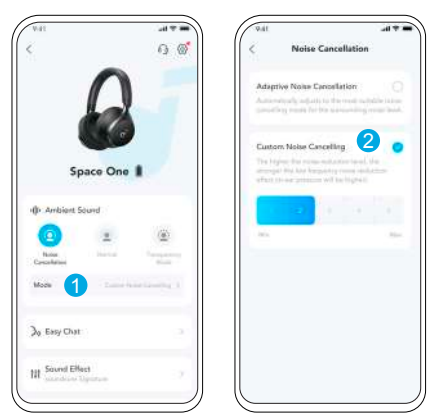 9:41
Space One
Ambient Sound
Noise
Cancellation
Normal
Transparency
Mode
Mode
1
Custom Noise Cancelling
Easy Chat
Sound Effect
soundcore Signature
9:41
Noise Cancellation
Adaptive Noise Cancellation
Automatically adjusts to the most suitable noise
cancelling mode for the surrounding noise level.
Custom Noise Cancelling
2
The higher the noise reduction level, the
stronger the low frequency noise reduction
effect (ear pressure will be higher).
2
3
4
5
Min
Max